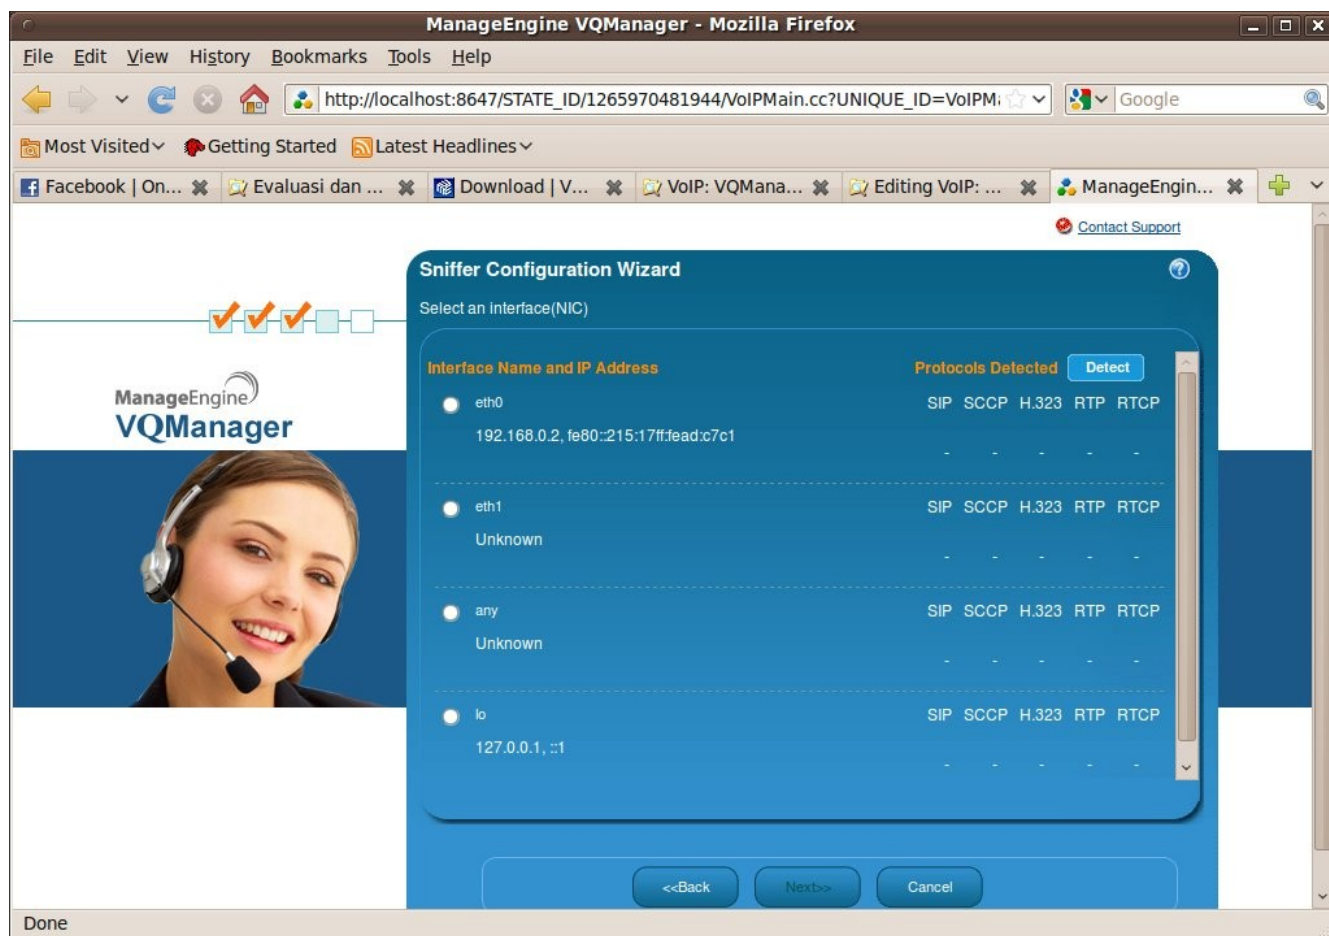 ManageEngine VQManager - Mozilla Firefox
File Edit View History Bookmarks Tools Help
http://localhost:8647/STATE_ID/1265970481944/VoIPMain.cc?UNIQUE_ID=VoIPM Google
Most Visited Getting Started Latest Headlines
Facebook | On... Evaluasi dan ... Download | V... VoIP: VQMana... Editing VoIP: ... ManageEngin...
Contact Support
Sniffer Configuration Wizard
Select an interface(NIC)
Interface Name and IP Address Protocols Detected Detect
eth0 SIP SCCP H.323 RTP RTCP
192.168.0.2, fe80::215:17ff:fead:c7c1
- - - - -
eth1 SIP SCCP H.323 RTP RTCP
Unknown
- - - - -
any SIP SCCP H.323 RTP RTCP
Unknown
- - - - -
lo SIP SCCP H.323 RTP RTCP
127.0.0.1, ::1
- - - - -
ManageEngine
VQManager
<<Back Next>> Cancel
Done